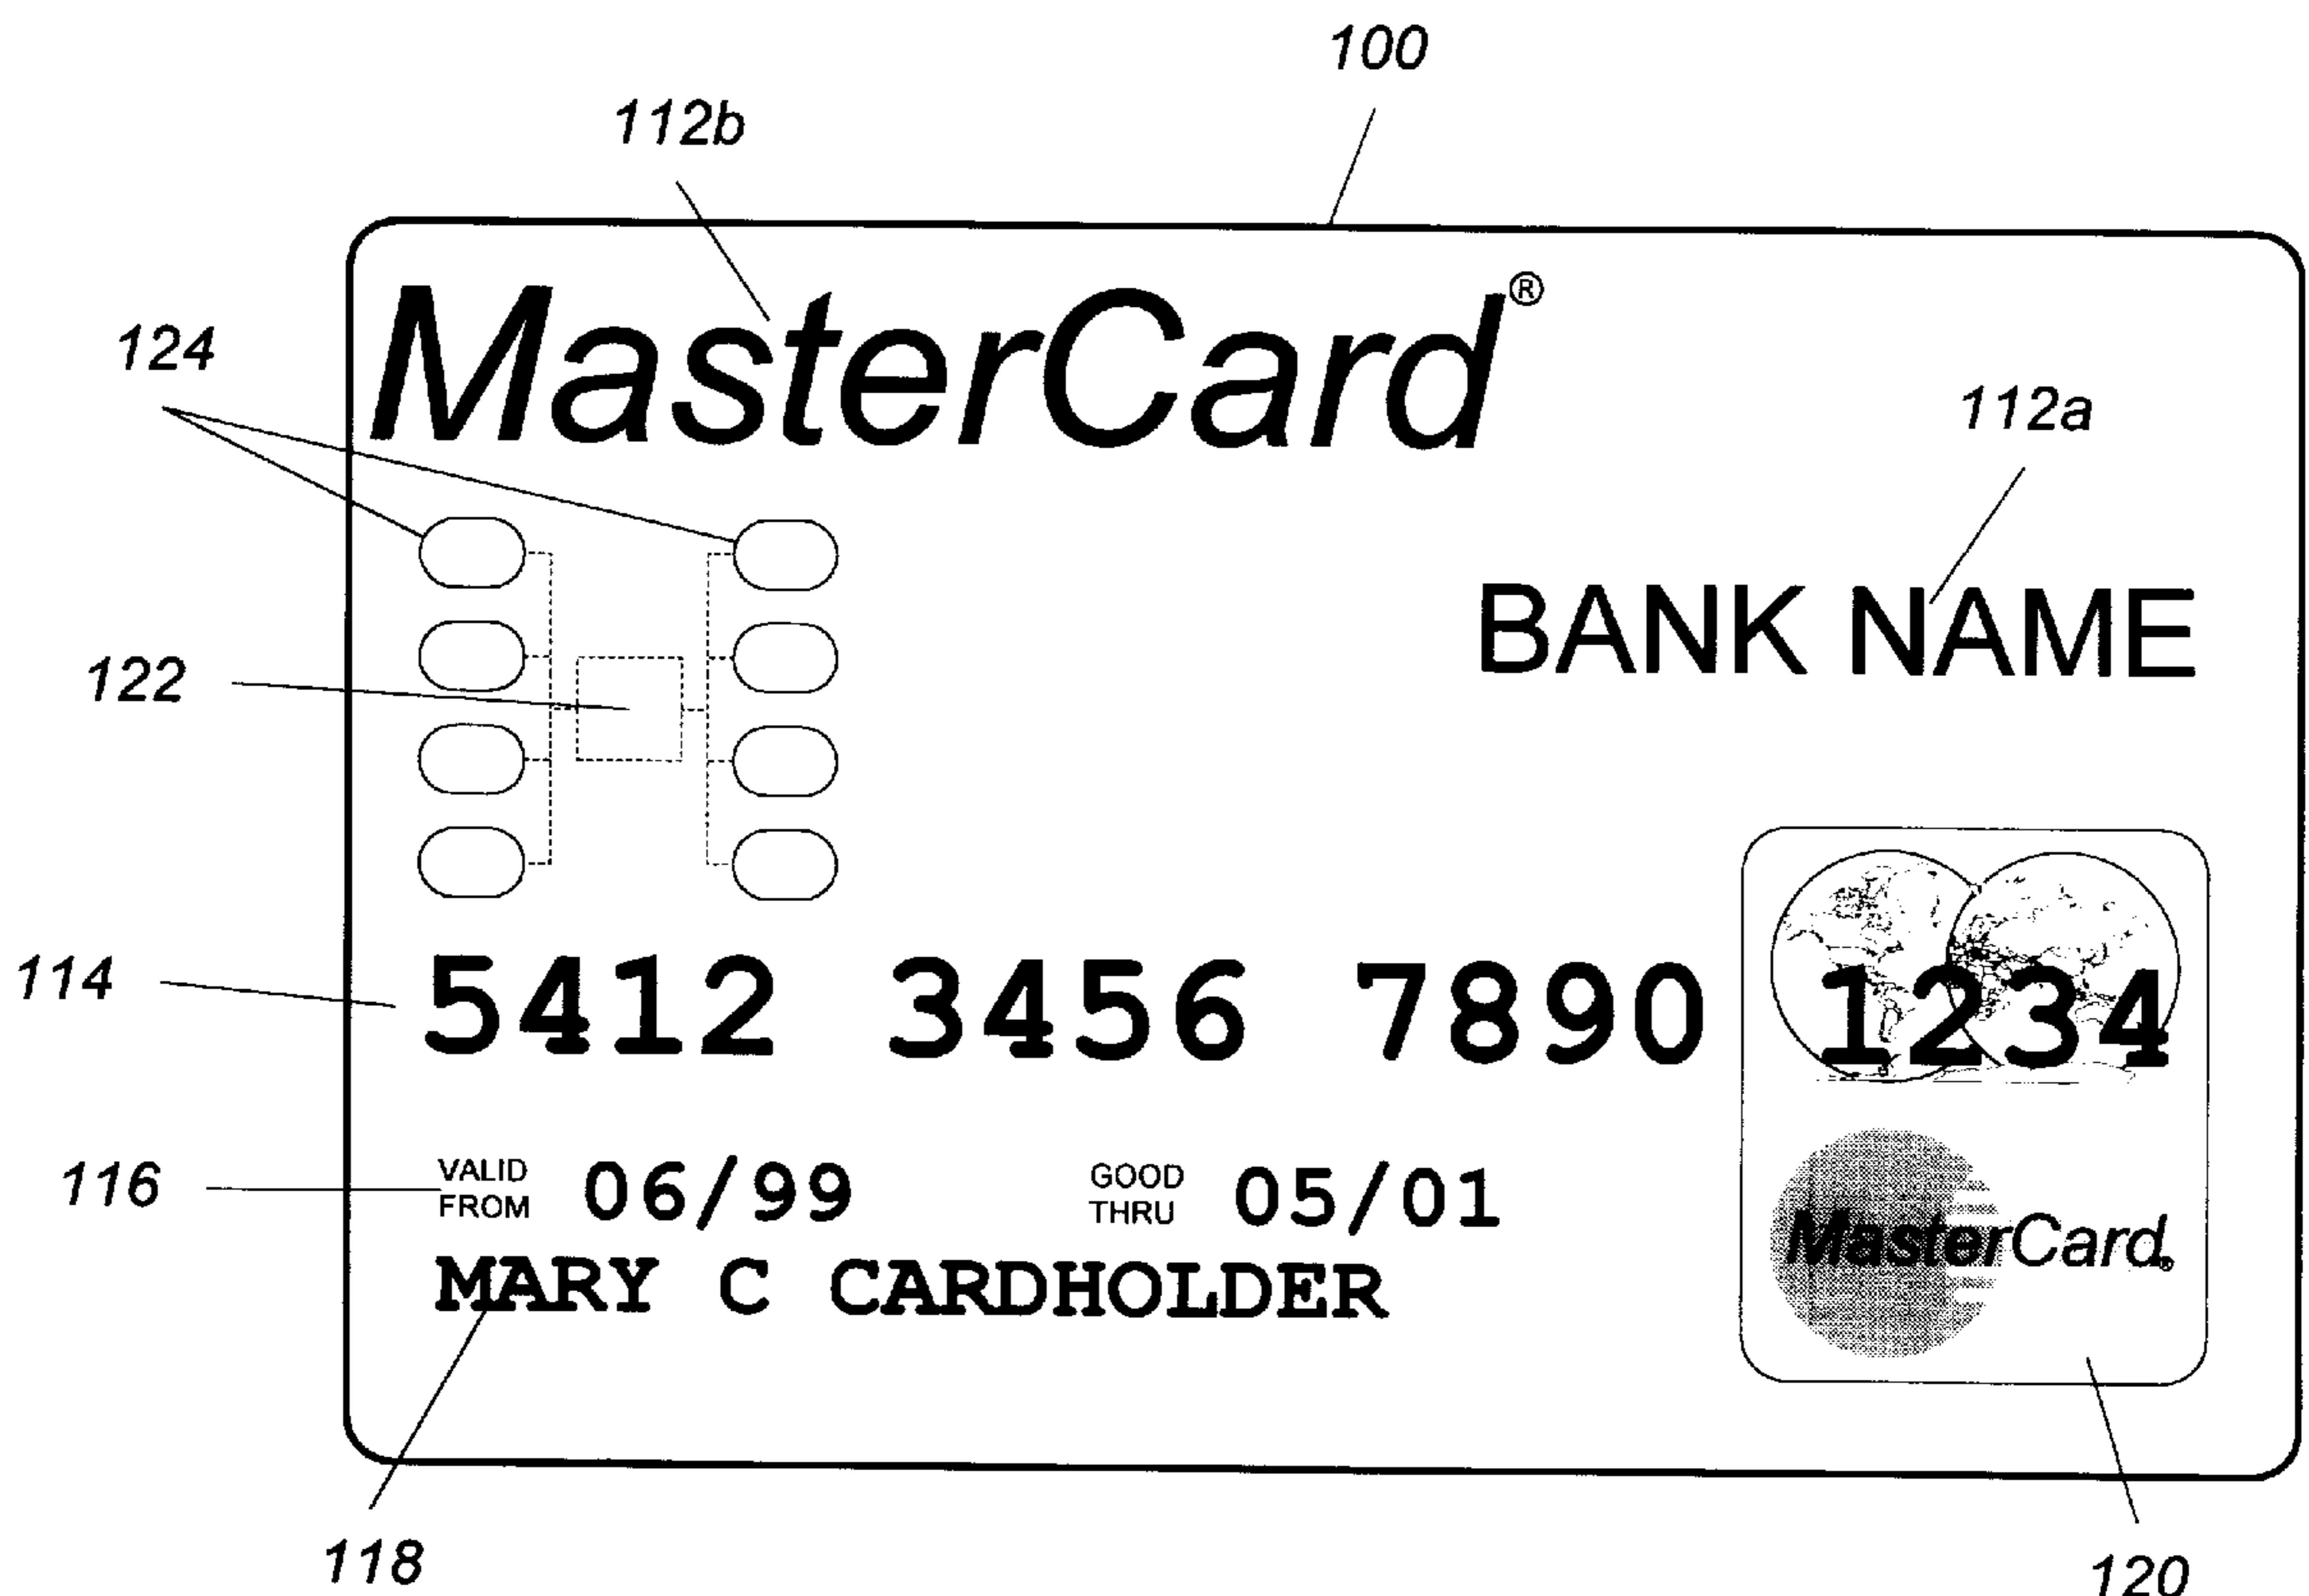 100
112b
MasterCard®
124
112a
BANK NAME
122
114
5412 3456 7890 1234
116
VALID FROM 06/99 GOOD THRU 05/01
MARY C CARDHOLDER
MasterCard®
118
120